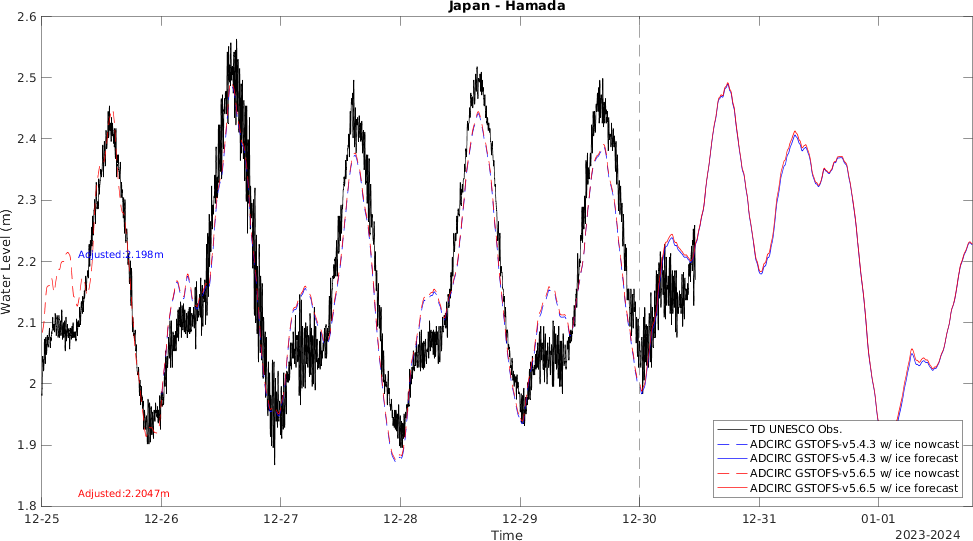 Japan - Hamada
2.6
2.5
2.4
2.3
2.2
2.1
2
1.9
1.8
Water Level (m)
Adjusted:2.198m
Adjusted:2.2047m
TD UNESCO Obs.
ADCIRC GSTOFS-v5.4.3 w/ ice nowcast
ADCIRC GSTOFS-v5.4.3 w/ ice forecast
ADCIRC GSTOFS-v5.6.5 w/ ice nowcast
ADCIRC GSTOFS-v5.6.5 w/ ice forecast
12-25 12-26 12-27 12-28 12-29 12-30 12-31 01-01
Time
2023-2024